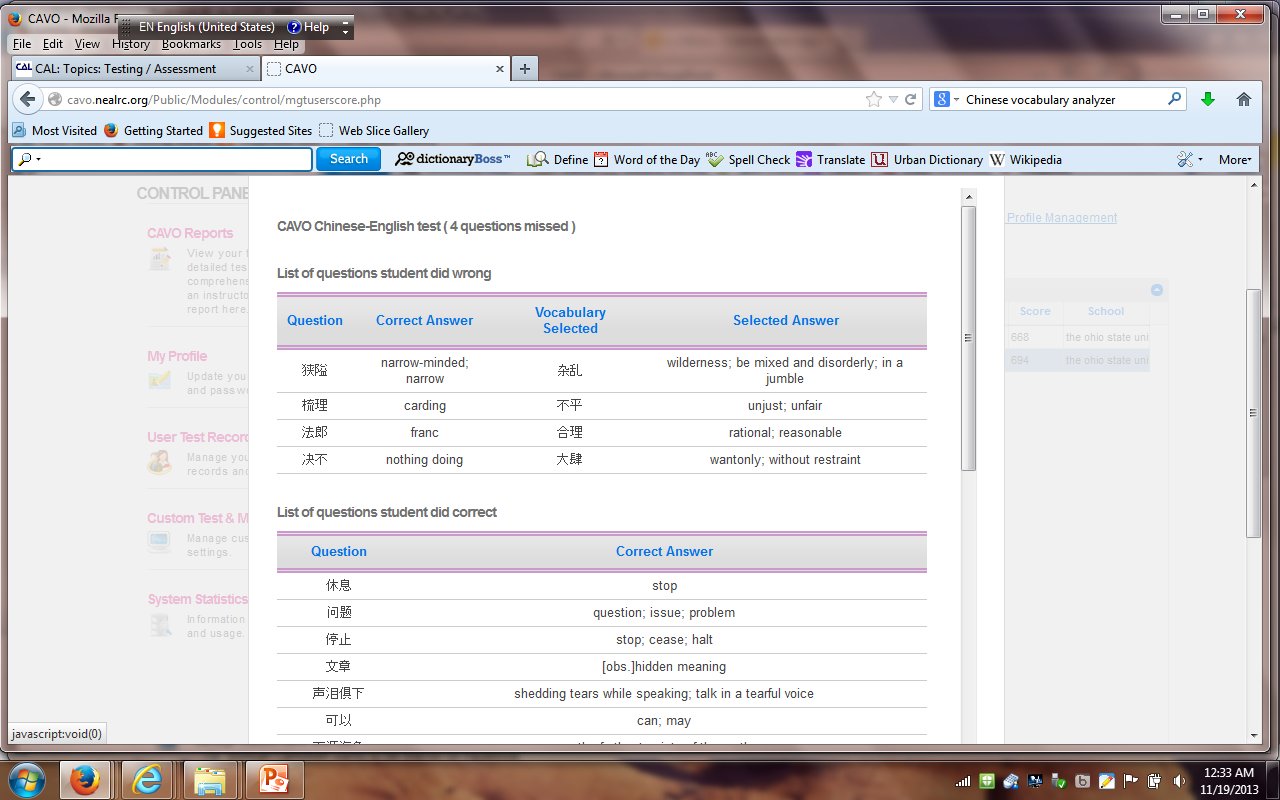 CAVO - Mozilla F
EN English (United States) Help
File Edit View History Bookmarks Tools Help
CAL CAL: Topics: Testing / Assessment
CAVO
cavo.nealrc.org/Public/Modules/control/mgtuserscore.php
Chinese vocabulary analyzer
Most Visited Getting Started Suggested Sites Web Slice Gallery
Search dictionaryBoss™ Define Word of the Day Spell Check Translate Urban Dictionary Wikipedia More
CONTROL PANE
CAVO Reports
View your
detailed tes
comprehens
an instructo
report here.
My Profile
Update you
and passw
User Test Recor
Manage you
records and
Custom Test & M
Manage cus
settings.
System Statistics
Information
and usage.
CAVO Chinese-English test ( 4 questions missed )
List of questions student did wrong
Question Correct Answer Vocabulary Selected Selected Answer
狭隘 narrow-minded; narrow 杂乱 wilderness; be mixed and disorderly; in a jumble
梳理 carding 不平 unjust; unfair
法郎 franc 合理 rational; reasonable
决不 nothing doing 大肆 wantonly; without restraint
List of questions student did correct
Question Correct Answer
休息 stop
问题 question; issue; problem
停止 stop; cease; halt
文章 [obs.]hidden meaning
声泪俱下 shedding tears while speaking; talk in a tearful voice
可以 can; may
Profile Management
Score School
668 the ohio state uni
694 the ohio state uni
javascript:void(0)
12:33 AM
11/19/2013